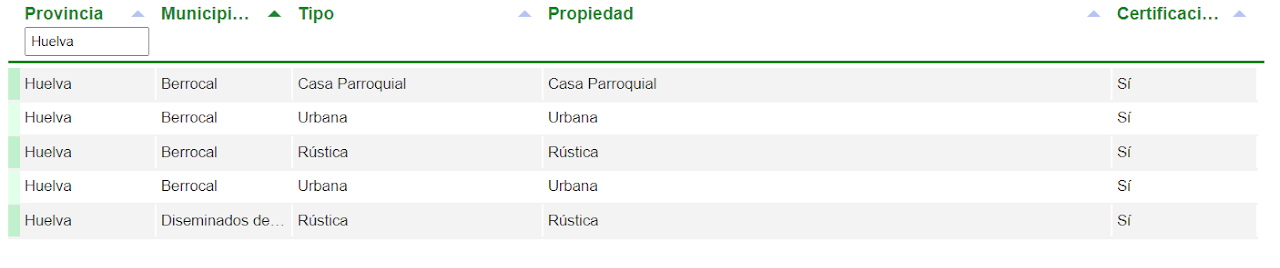 Provincia Municipi... Tipo Propiedad Certificaci...
Huelva
Huelva Berrocal Casa Parroquial Casa Parroquial Sí
Huelva Berrocal Urbana Urbana Sí
Huelva Berrocal Rústica Rústica Sí
Huelva Berrocal Urbana Urbana Sí
Huelva Diseminados de... Rústica Rústica Sí